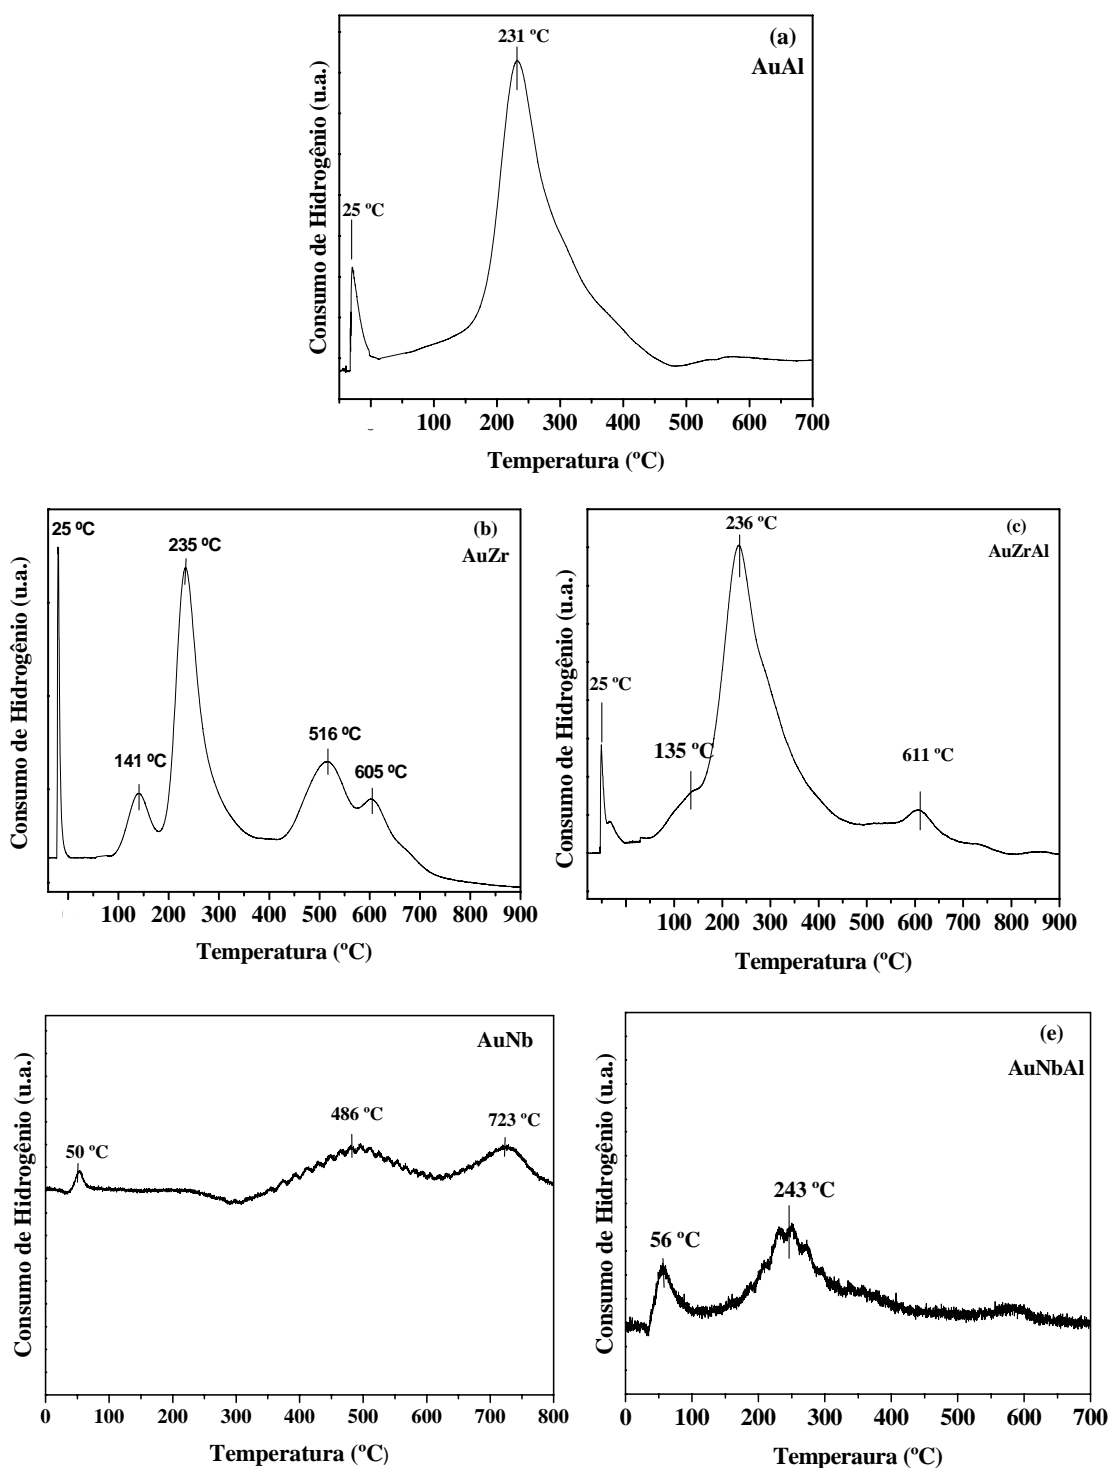 231 ºC
(a)
AuAl
25 ºC
Consumo de Hidrogênio (u.a.)
100 200 300 400 500 600 700
Temperatura (ºC)
25 ºC
235 ºC
(b)
AuZr
141 ºC
516 ºC
605 ºC
Consumo de Hidrogênio (u.a.)
100 200 300 400 500 600 700 800 900
Temperatura (ºC)
236 ºC
(c)
AuZrAl
25 ºC
135 ºC
611 ºC
Consumo de Hidrogênio (u.a.)
100 200 300 400 500 600 700 800 900
Temperatura (ºC)
AuNb
50 ºC
486 ºC
723 ºC
Consumo de Hidrogênio (u.a.)
0 100 200 300 400 500 600 700 800
Temperatura (ºC)
(e)
AuNbAl
56 ºC
243 ºC
Consumo de Hidrogênio (u.a.)
0 100 200 300 400 500 600 700
Temperaura (ºC)